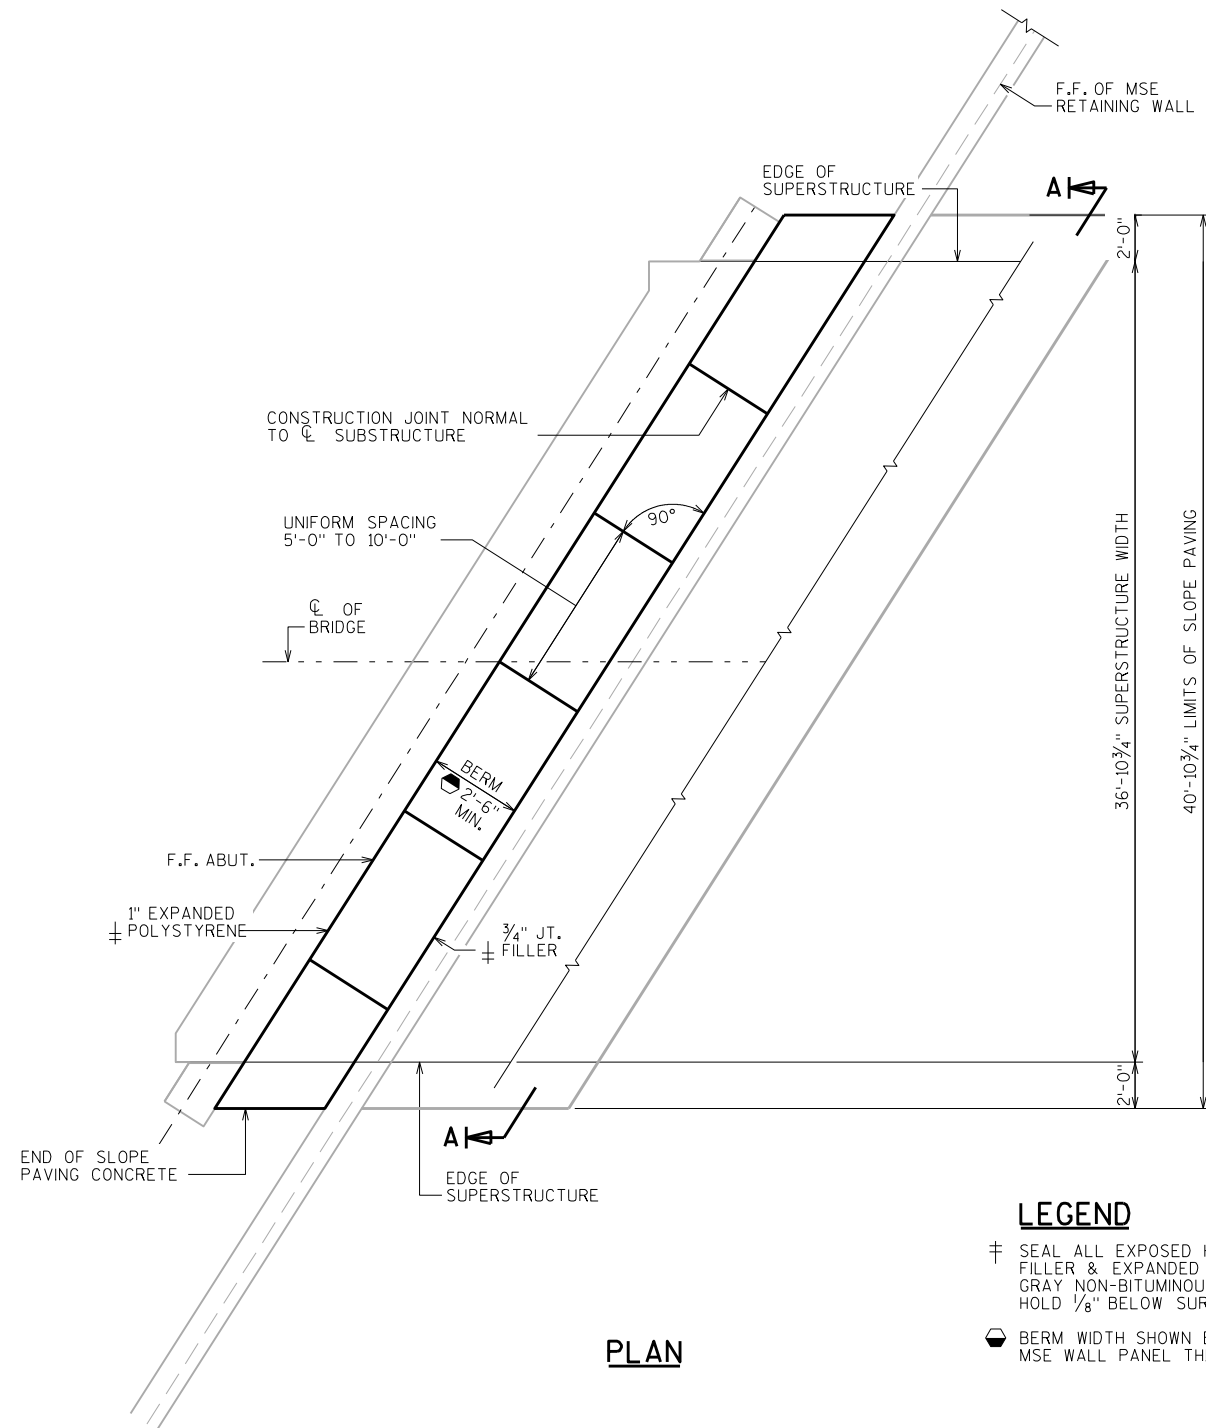 F.F. OF MSE
RETAINING WALL
EDGE OF
SUPERSTRUCTURE
A
2'-0"
CONSTRUCTION JOINT NORMAL
TO ℄ SUBSTRUCTURE
90°
UNIFORM SPACING
5'-0" TO 10'-0"
36'-10¾" SUPERSTRUCTURE WIDTH
40'-10¾" LIMITS OF SLOPE PAVING
℄ OF
BRIDGE
BERM
2'-6"
MIN.
F.F. ABUT.
1" EXPANDED
‡ POLYSTYRENE
¾" JT.
‡ FILLER
2'-0"
A
END OF SLOPE
PAVING CONCRETE
EDGE OF
SUPERSTRUCTURE
LEGEND
‡ SEAL ALL EXPOSED
FILLER & EXPANDED
GRAY NON-BITUMINOU
HOLD ⅛" BELOW SUR
BERM WIDTH SHOWN
MSE WALL PANEL TH
PLAN